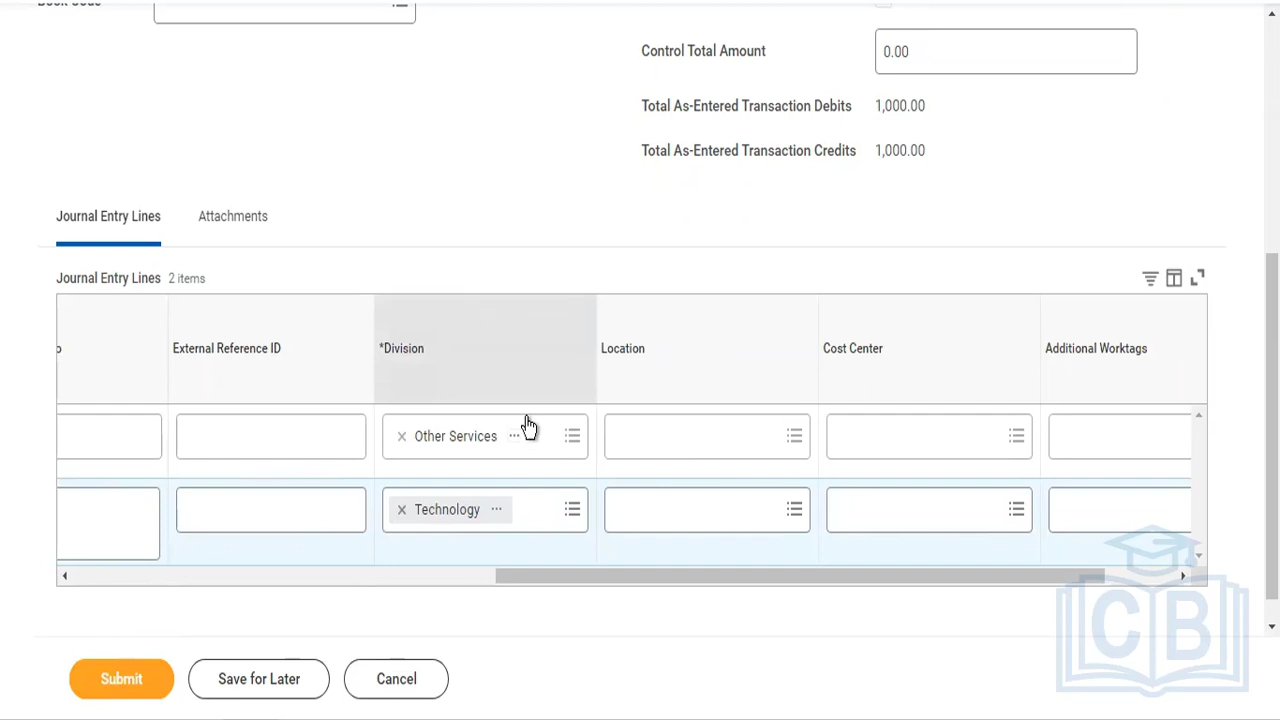 Book Code
Control Total Amount 0.00
Total As-Entered Transaction Debits 1,000.00
Total As-Entered Transaction Credits 1,000.00
Journal Entry Lines Attachments
Journal Entry Lines 2 items
o External Reference ID *Division Location Cost Center Additional Worktags
Other Services
Technology
CB
Submit Save for Later Cancel